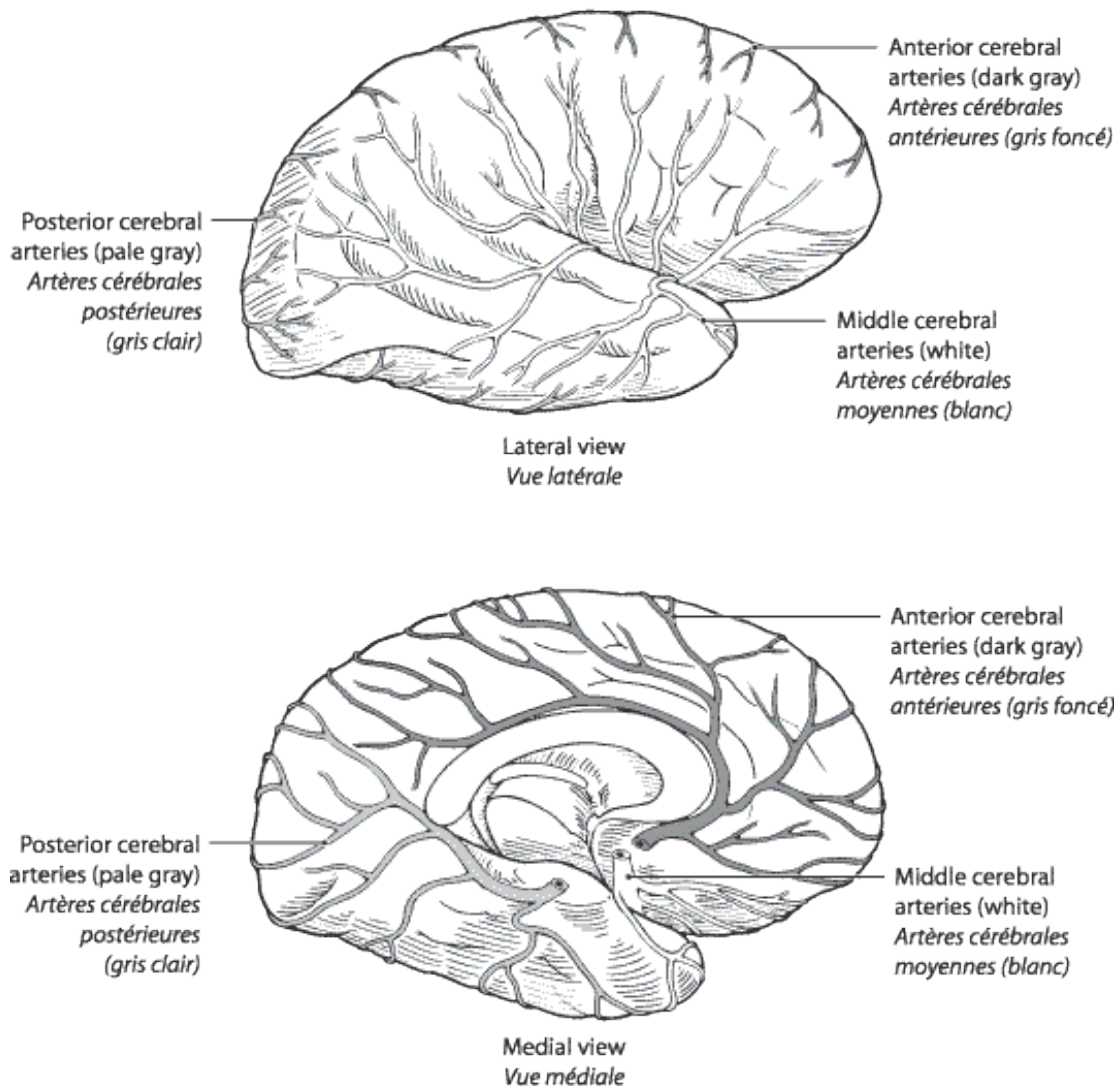 Anterior cerebral
arteries (dark gray)
Artères cérébrales
antérieures (gris foncé)
Posterior cerebral
arteries (pale gray)
Artères cérébrales
postérieures
(gris clair)
Middle cerebral
arteries (white)
Artères cérébrales
moyennes (blanc)
Lateral view
Vue latérale
Anterior cerebral
arteries (dark gray)
Artères cérébrales
antérieures (gris foncé)
Posterior cerebral
arteries (pale gray)
Artères cérébrales
postérieures
(gris clair)
Middle cerebral
arteries (white)
Artères cérébrales
moyennes (blanc)
Medial view
Vue médiale